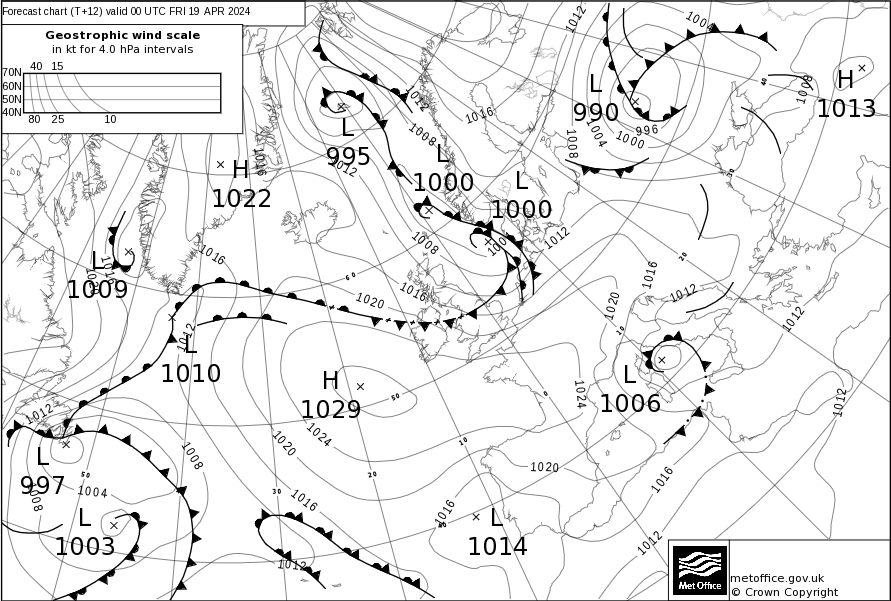 Forecast chart (T+12) valid 00 UTC FRI 19 APR 2024
Geostrophic wind scale
in kt for 4.0 hPa intervals
40 15
70N
60N
50N
40N
80 25 10
1012
1004
H
1013
1008
40
L
990
996
1000
1004
1008
1012
1016
1008
L
995
1012
L
1000
L
1000
1016
H
1022
30
1016
1008
1012
20
L
1009
60
1016
1020
1016
1020
1012
1012
10
1012
L
1010
H
1029
50
0
1024
L
1006
1012
1012
1024
1020
10
1020
20
1008
L
997
50
1004
1008
30
1016
1016
40
1016
L
1003
L
1014
1012
1012
Met Office
metoffice.gov.uk
© Crown Copyright